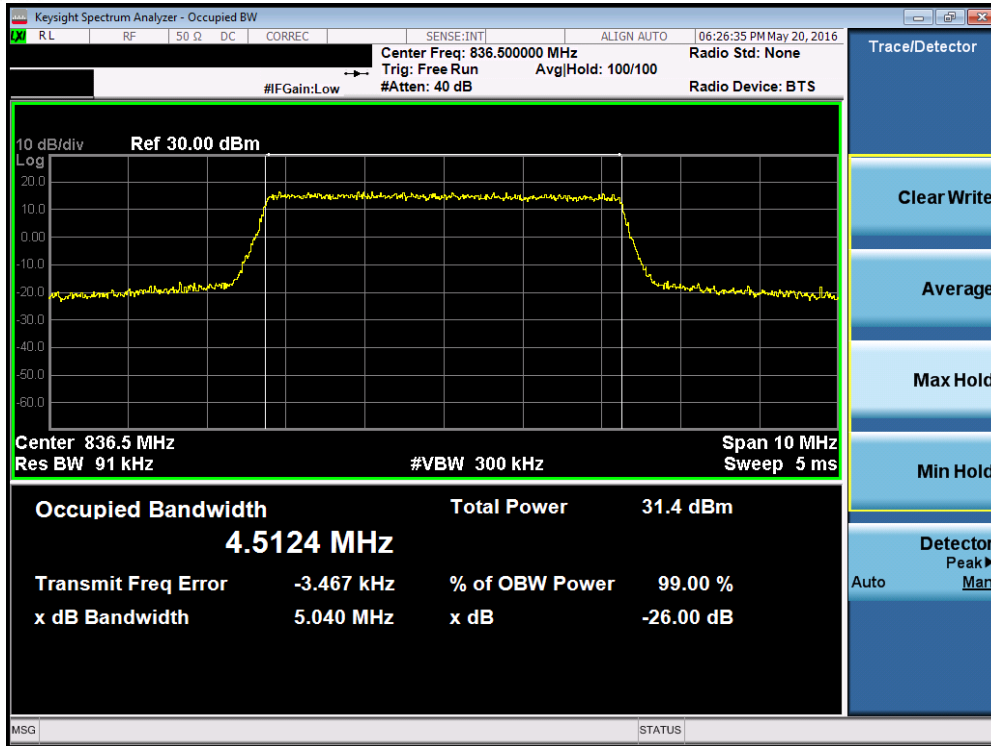 Keysight Spectrum Analyzer - Occupied BW
LXI RL RF 50 Ω DC CORREC SENSE:INT ALIGN AUTO 06:26:35 PM May 20, 2016
Center Freq: 836.500000 MHz Radio Std: None
Trig: Free Run Avg|Hold: 100/100
#IFGain:Low #Atten: 40 dB Radio Device: BTS
10 dB/div Ref 30.00 dBm
Log
20.0
10.0
0.00
-10.0
-20.0
-30.0
-40.0
-50.0
-60.0
Center 836.5 MHz Span 10 MHz
Res BW 91 kHz #VBW 300 kHz Sweep 5 ms
Occupied Bandwidth Total Power 31.4 dBm
4.5124 MHz
Transmit Freq Error -3.467 kHz % of OBW Power 99.00 %
x dB Bandwidth 5.040 MHz x dB -26.00 dB
MSG STATUS
Trace/Detector
Clear Write
Average
Max Hold
Min Hold
Detector
Peak
Auto Man